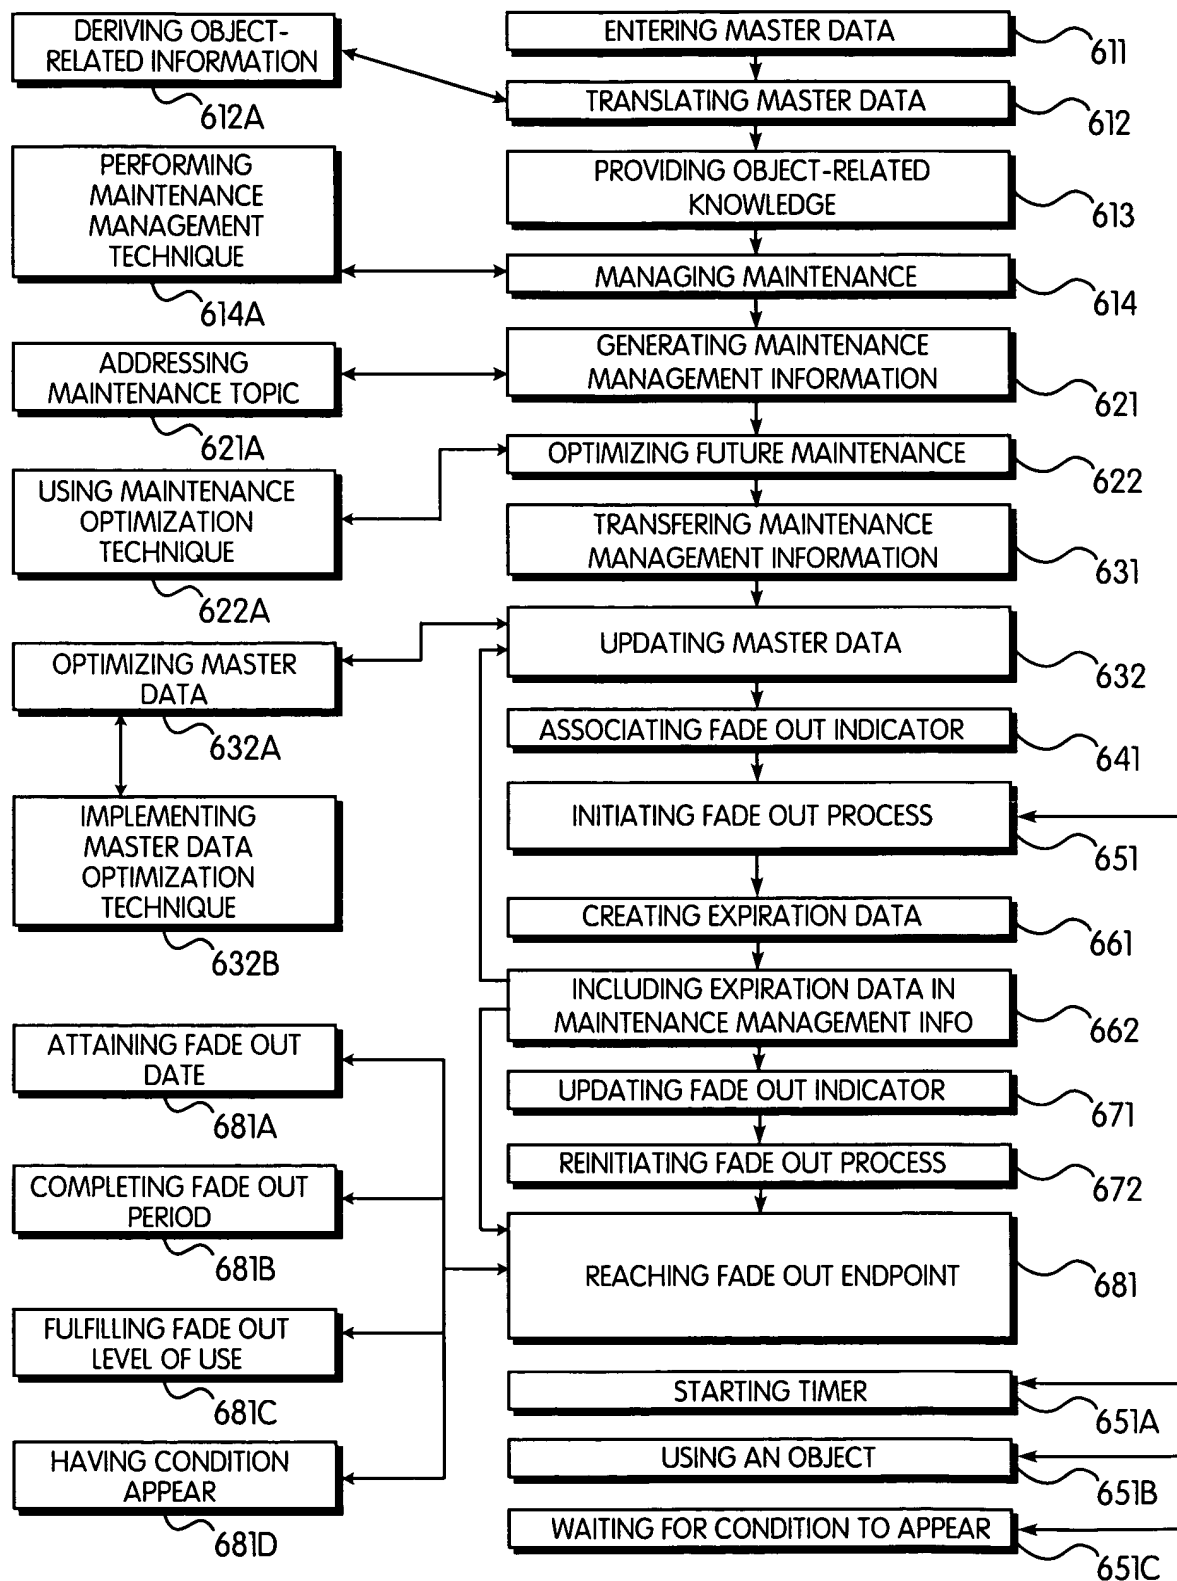 DERIVING OBJECT-
RELATED INFORMATION
612A
PERFORMING
MAINTENANCE
MANAGEMENT
TECHNIQUE
614A
ADDRESSING
MAINTENANCE TOPIC
621A
USING MAINTENANCE
OPTIMIZATION
TECHNIQUE
622A
OPTIMIZING MASTER
DATA
632A
IMPLEMENTING
MASTER DATA
OPTIMIZATION
TECHNIQUE
632B
ATTAINING FADE OUT
DATE
681A
COMPLETING FADE OUT
PERIOD
681B
FULFILLING FADE OUT
LEVEL OF USE
681C
HAVING CONDITION
APPEAR
681D
ENTERING MASTER DATA
611
TRANSLATING MASTER DATA
612
PROVIDING OBJECT-RELATED
KNOWLEDGE
613
MANAGING MAINTENANCE
614
GENERATING MAINTENANCE
MANAGEMENT INFORMATION
621
OPTIMIZING FUTURE MAINTENANCE
622
TRANSFERING MAINTENANCE
MANAGEMENT INFORMATION
631
UPDATING MASTER DATA
632
ASSOCIATING FADE OUT INDICATOR
641
INITIATING FADE OUT PROCESS
651
CREATING EXPIRATION DATA
661
INCLUDING EXPIRATION DATA IN
MAINTENANCE MANAGEMENT INFO
662
UPDATING FADE OUT INDICATOR
671
REINITIATING FADE OUT PROCESS
672
REACHING FADE OUT ENDPOINT
681
STARTING TIMER
651A
USING AN OBJECT
651B
WAITING FOR CONDITION TO APPEAR
651C